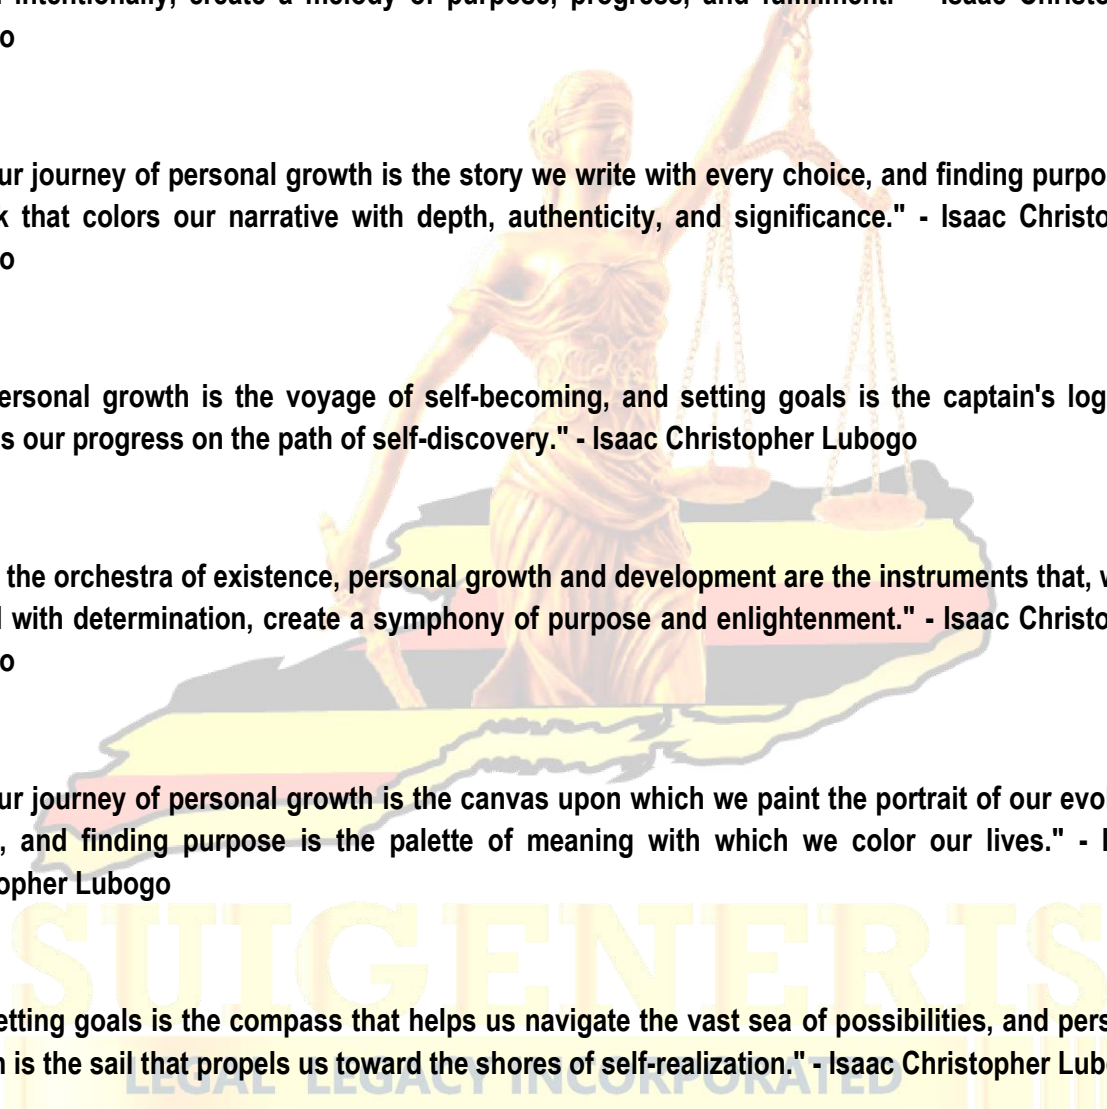 intentionally, create a melody of purpose, progress, and fulfillment." - Isaac Christo
o
ur journey of personal growth is the story we write with every choice, and finding purpo
k that colors our narrative with depth, authenticity, and significance." - Isaac Christo
o
ersonal growth is the voyage of self-becoming, and setting goals is the captain's log
s our progress on the path of self-discovery." - Isaac Christopher Lubogo
the orchestra of existence, personal growth and development are the instruments that, w
d with determination, create a symphony of purpose and enlightenment." - Isaac Christo
o
ur journey of personal growth is the canvas upon which we paint the portrait of our evol
, and finding purpose is the palette of meaning with which we color our lives." - I
opher Lubogo
SUIGENERIS
etting goals is the compass that helps us navigate the vast sea of possibilities, and pers
h is the sail that propels us toward the shores of self-realization." - Isaac Christopher Lub
LEGAL LEGACY INCORPORATED